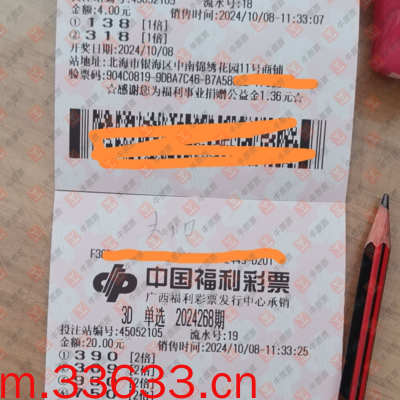 金额:4.00元 销售时间:2024/10/08-11:33:07
①138 [1倍]
②318 [1倍]
开奖日期:2024/10/08
站地址:北海市银海区中南锦绣花园11号商铺
验票码:904C0819-9DBA7C46-B7A58
☆感谢您为福利事业捐赠公益金1.36元☆
中国福利彩票
广西福利彩票发行中心承销
3D 单选 2024268期
投注站编号:45052105 流水号:19
金额:20.00元 销售时间:2024/10/08-11:33:25
①390 [2倍]
m.33633.cn